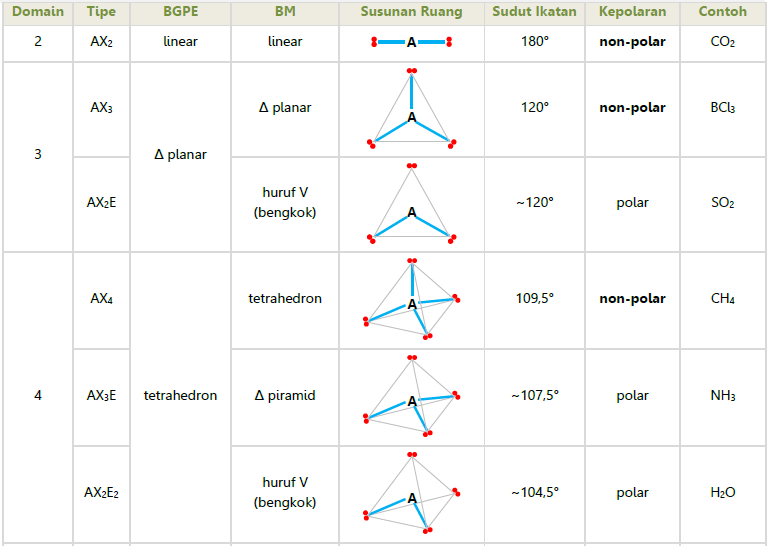 Domain Tipe BGPE BM Susunan Ruang Sudut Ikatan Kepolaran Contoh
2 AX₂ linear linear A 180° non-polar CO₂
3 AX₃ Δ planar Δ planar A 120° non-polar BCl₃
AX₂E huruf V (bengkok) A ~120° polar SO₂
4 AX₄ tetrahedron tetrahedron A 109,5° non-polar CH₄
AX₃E Δ piramid A ~107,5° polar NH₃
AX₂E₂ huruf V (bengkok) A ~104,5° polar H₂O